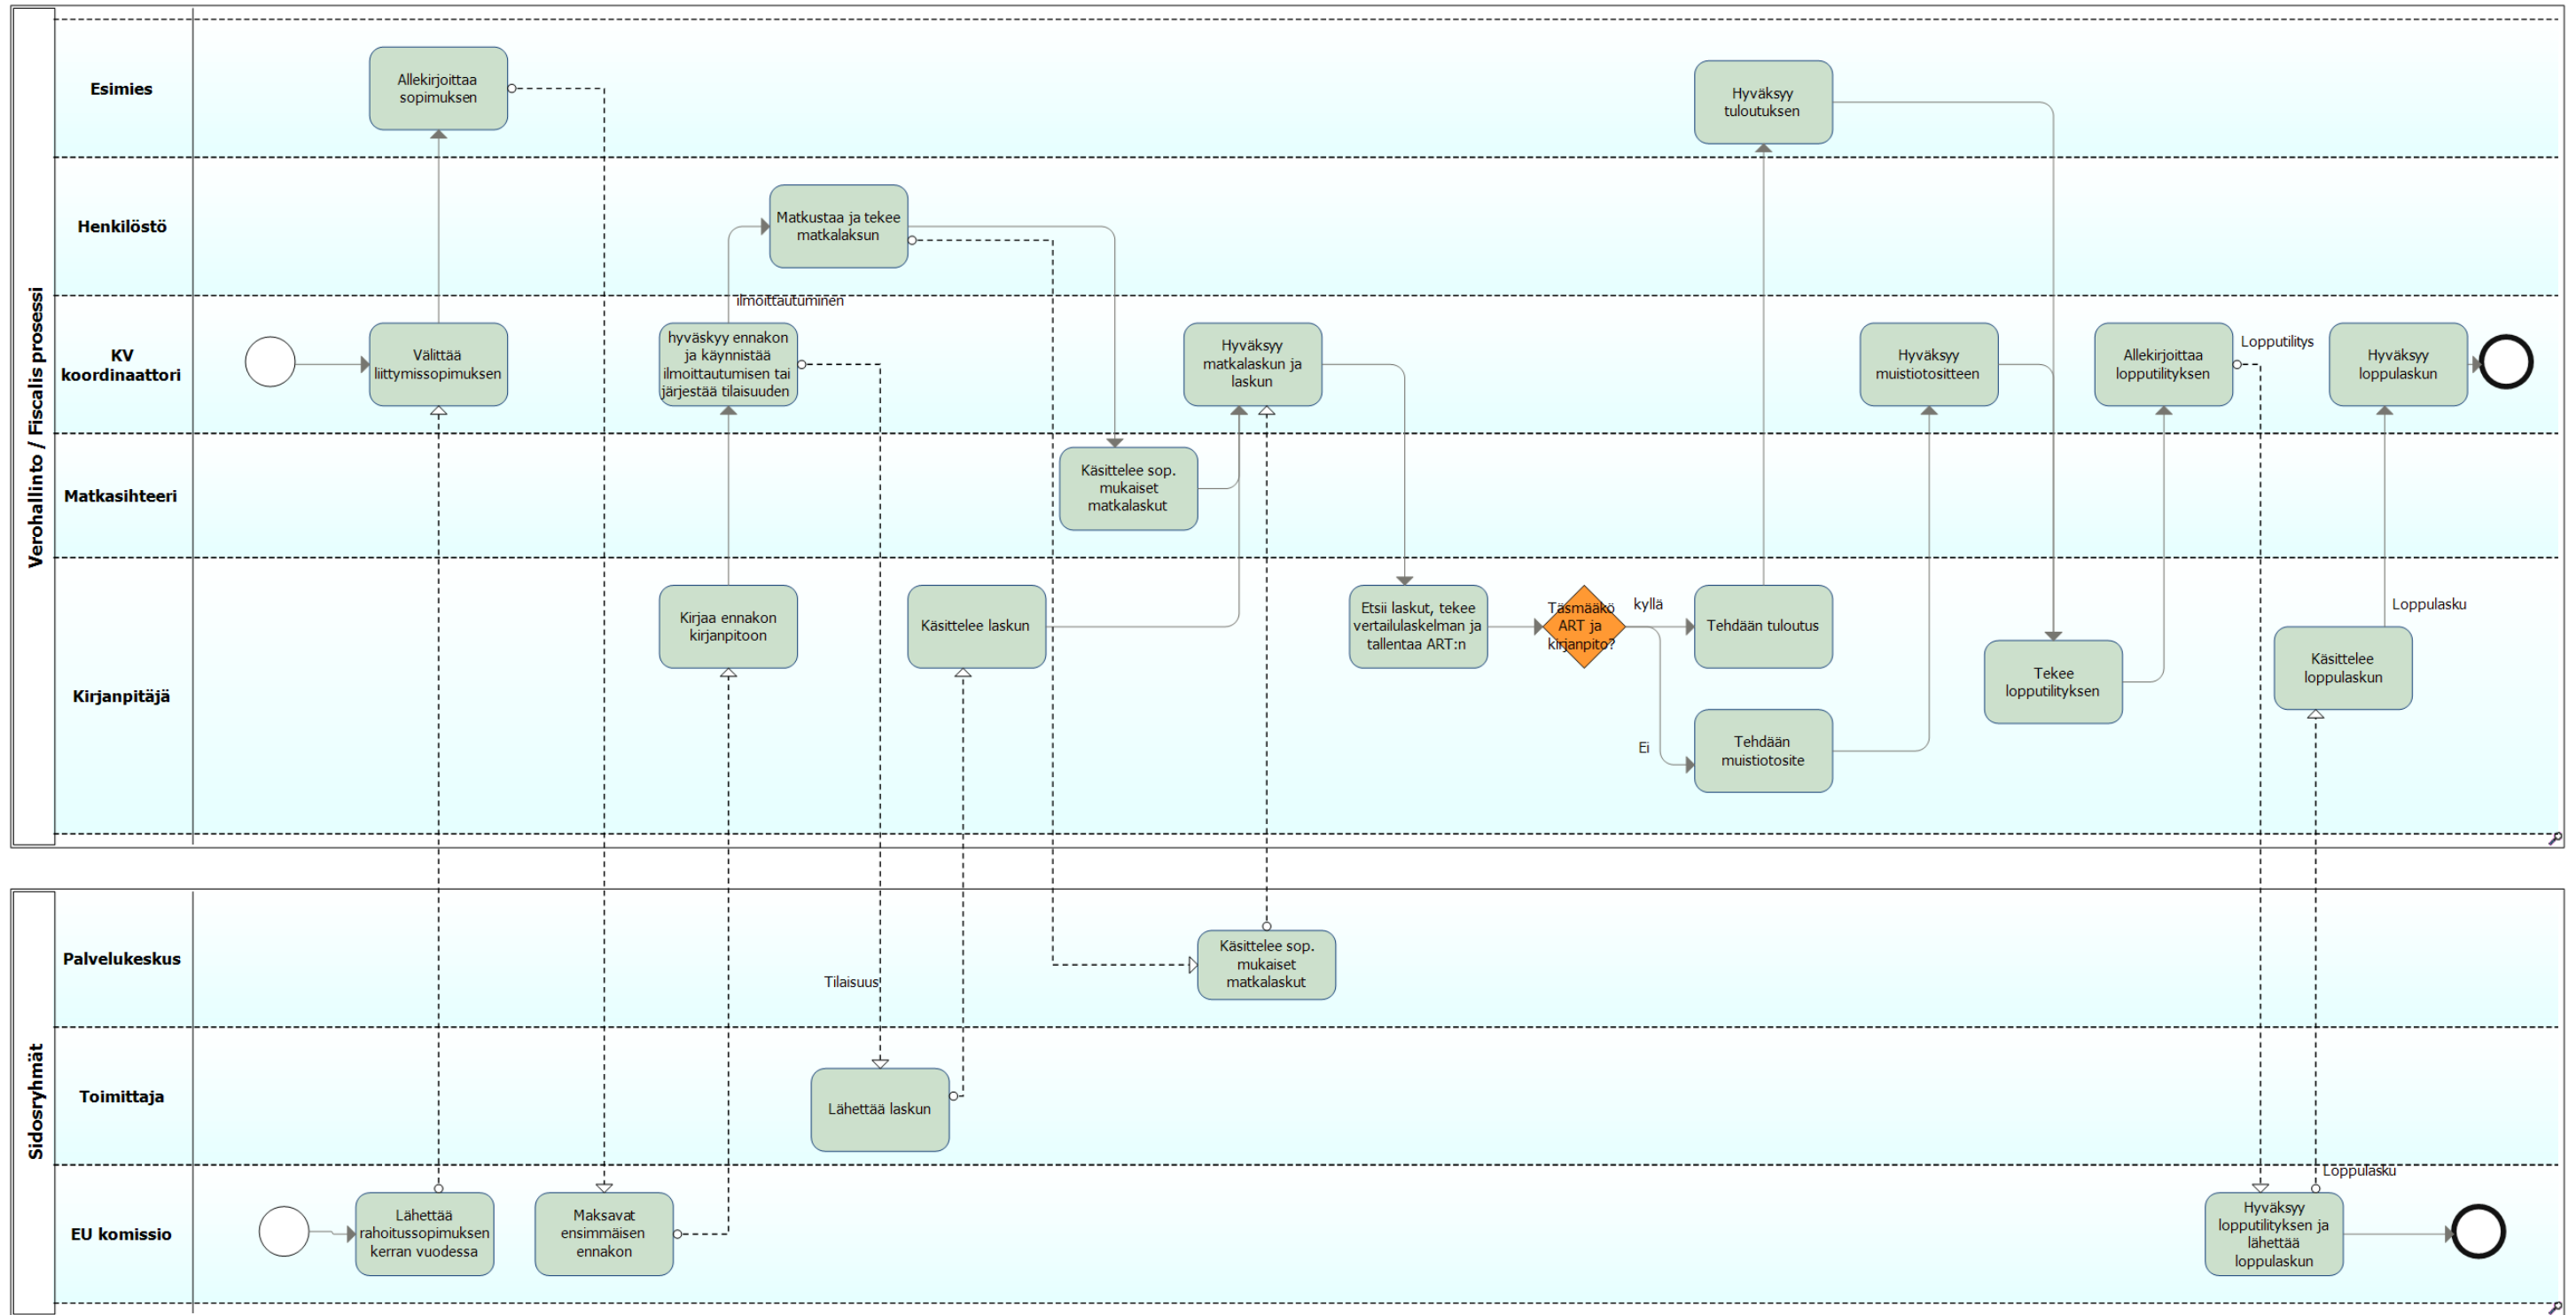 Verohallinto / Fiscalis prosessi
Esimies
Allekirjoittaa
sopimuksen
Hyväksyy
tuloutuksen
Henkilöstö
Matkustaa ja tekee
matkalaksun
ilmoittautuminen
KV
koordinaattori
Välittää
liittymissopimuksen
hyväskyy ennakon
ja käynnistää
ilmoittautumisen tai
järjestää tilaisuuden
Hyväksyy
matkalaskun ja
laskun
Hyväksyy
muistiotositteen
Allekirjoittaa
lopputilityksen
Lopputilitys
Hyväksyy
loppulaskun
Matkasihteeri
Käsittelee sop.
mukaiset
matkalaskut
Kirjanpitäjä
Kirjaa ennakon
kirjanpitoon
Käsittelee laskun
Etsii laskut, tekee
vertailulaskelman ja
tallentaa ART:n
Täsmääkö
ART ja
kirjanpito?
kyllä
Tehdään tuloutus
Ei
Tehdään
muistiotosite
Tekee
lopputilityksen
Loppulasku
Käsittelee
loppulaskun
Sidosryhmät
Palvelukeskus
Käsittelee sop.
mukaiset
matkalaskut
Tilaisuus
Toimittaja
Lähettää laskun
EU komissio
Lähettää
rahoitussopimuksen
kerran vuodessa
Maksavat
ensimmäisen
ennakon
Loppulasku
Hyväksyy
lopputilityksen ja
lähettää
loppulaskun